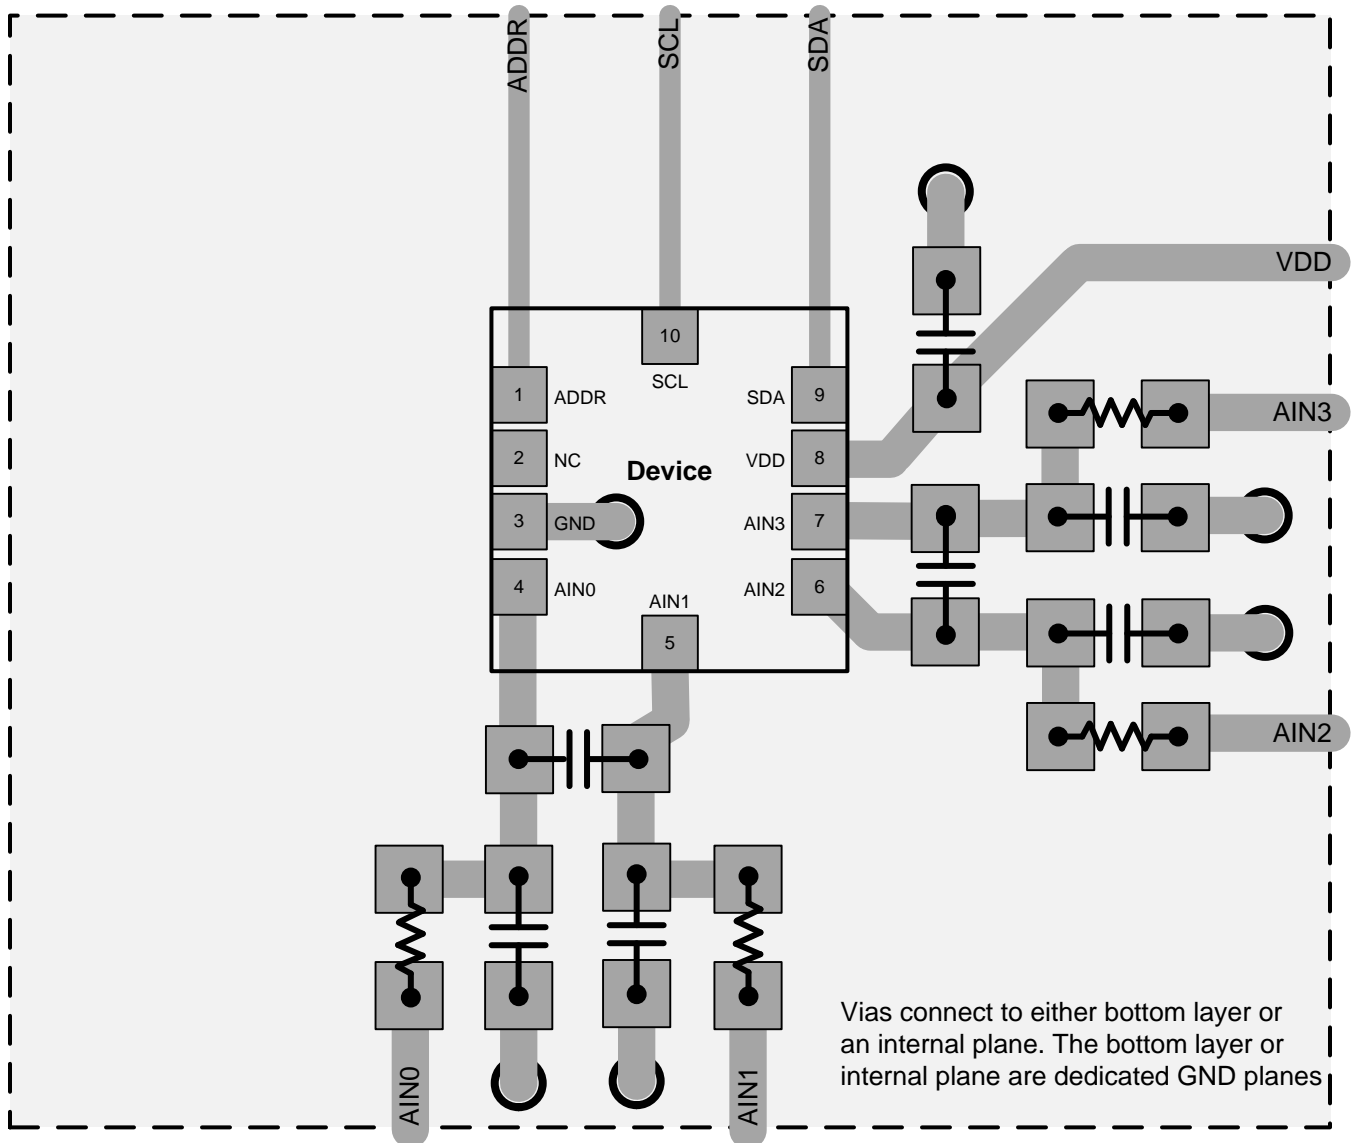 ADDR
SCL
SDA
VDD
10
SCL
1 ADDR
SDA 9
AIN3
2 NC
Device
VDD 8
3 GND
AIN3 7
4 AIN0
AIN2 6
AIN1
5
AIN2
Vias connect to either bottom layer or
an internal plane. The bottom layer or
internal plane are dedicated GND planes
AIN0
AIN1